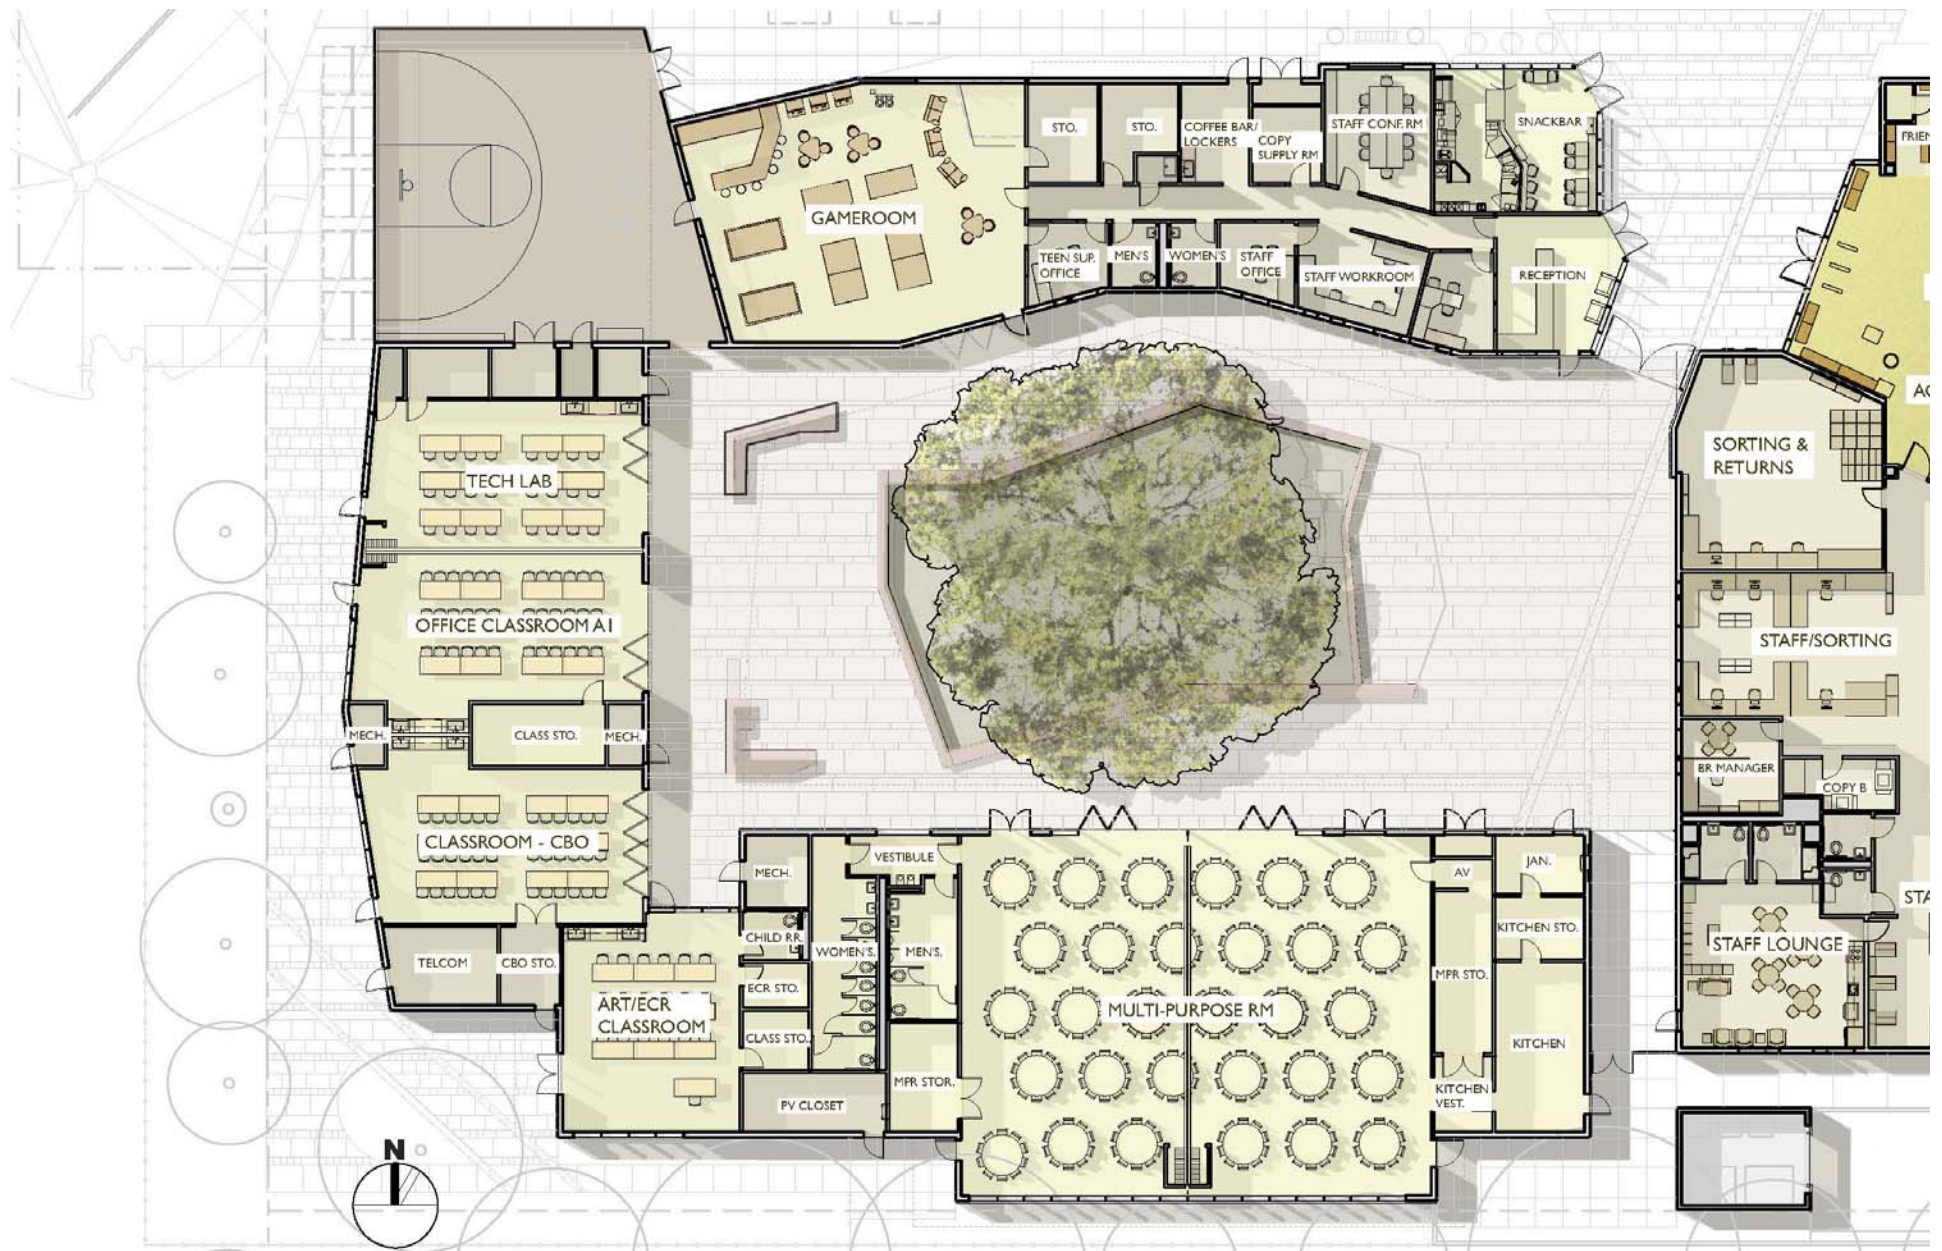 STO.
STO.
COFFEE BAR/
LOCKERS
COPY
SUPPLY RM
STAFF CONF. RM
SNACKBAR
GAMEROOM
TEEN SUP.
OFFICE
MEN'S
WOMEN'S
STAFF
OFFICE
STAFF WORKROOM
RECEPTION
SORTING &
RETURNS
TECH LAB
OFFICE CLASSROOM A1
STAFF/SORTING
MECH.
CLASS STO.
MECH.
BR MANAGER
COPY B
CLASSROOM - CBO
VESTIBULE
MECH.
AV
JAN.
CHILD RR.
WOMEN'S.
MEN'S.
KITCHEN STO.
STAFF LOUNGE
TELCOM
CBO STO.
ECR STO.
MPR STO.
ART/ECR
CLASSROOM
MULTI-PURPOSE RM
CLASS STO.
KITCHEN
MPR STOR.
KITCHEN
VEST.
PV CLOSET
N